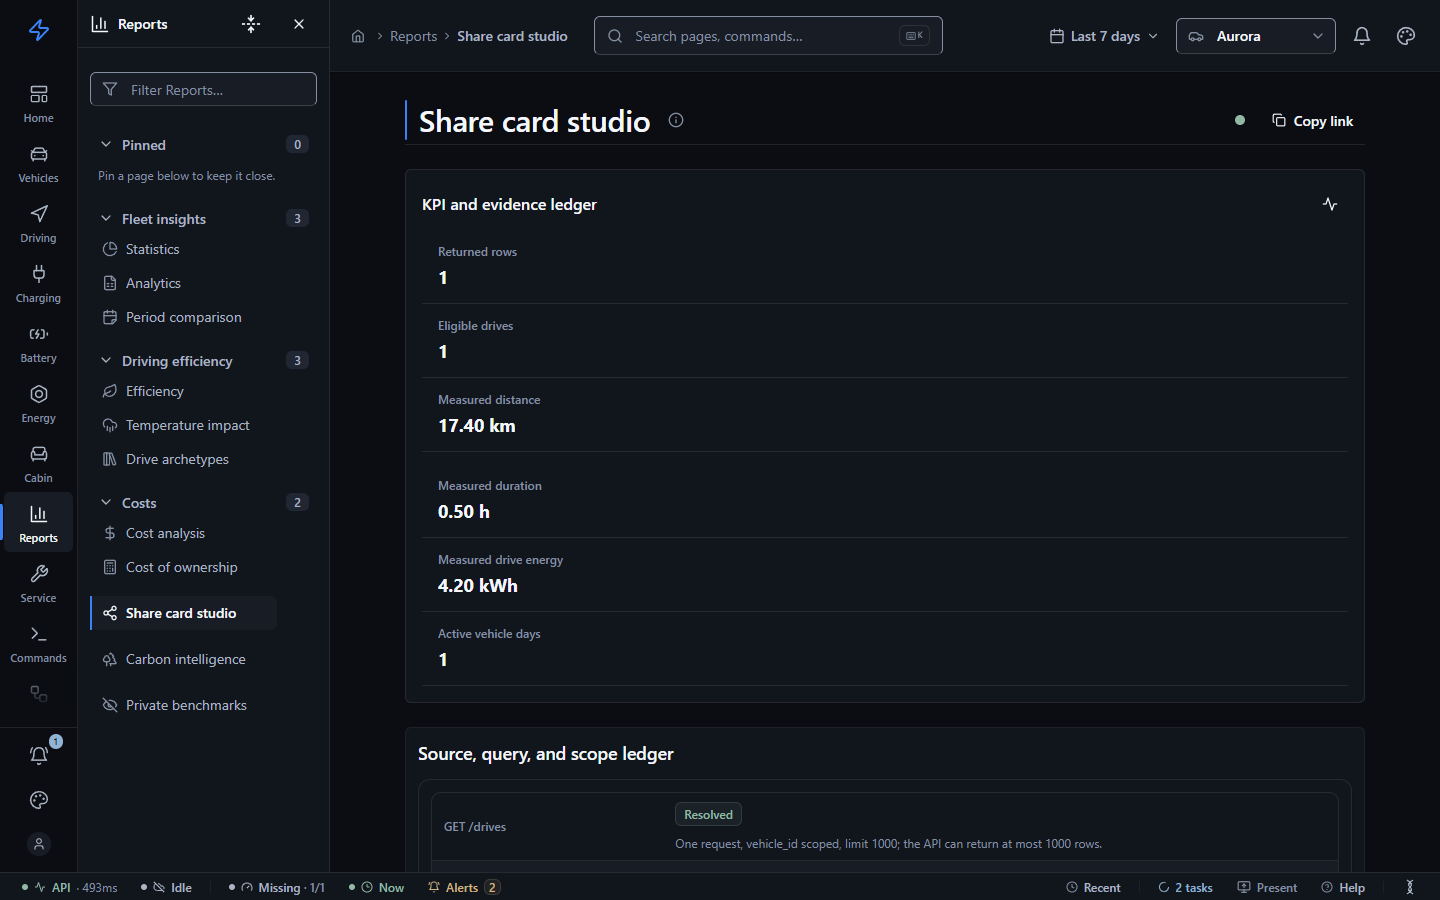 Reports
Reports
Share card studio
Search pages, commands...
K
Last 7 days
Aurora
Home
Vehicles
Driving
Charging
Battery
Energy
Cabin
Reports
Service
Commands
1
Filter Reports...
Pinned
0
Pin a page below to keep it close.
Fleet insights
3
Statistics
Analytics
Period comparison
Driving efficiency
3
Efficiency
Temperature impact
Drive archetypes
Costs
2
Cost analysis
Cost of ownership
Share card studio
Carbon intelligence
Private benchmarks
Share card studio
Copy link
KPI and evidence ledger
Returned rows
1
Eligible drives
1
Measured distance
17.40 km
Measured duration
0.50 h
Measured drive energy
4.20 kWh
Active vehicle days
1
Source, query, and scope ledger
GET /drives
Resolved
One request, vehicle_id scoped, limit 1000; the API can return at most 1000 rows.
API · 493ms
Idle
Missing · 1/1
Now
Alerts 2
Recent
2 tasks
Present
Help